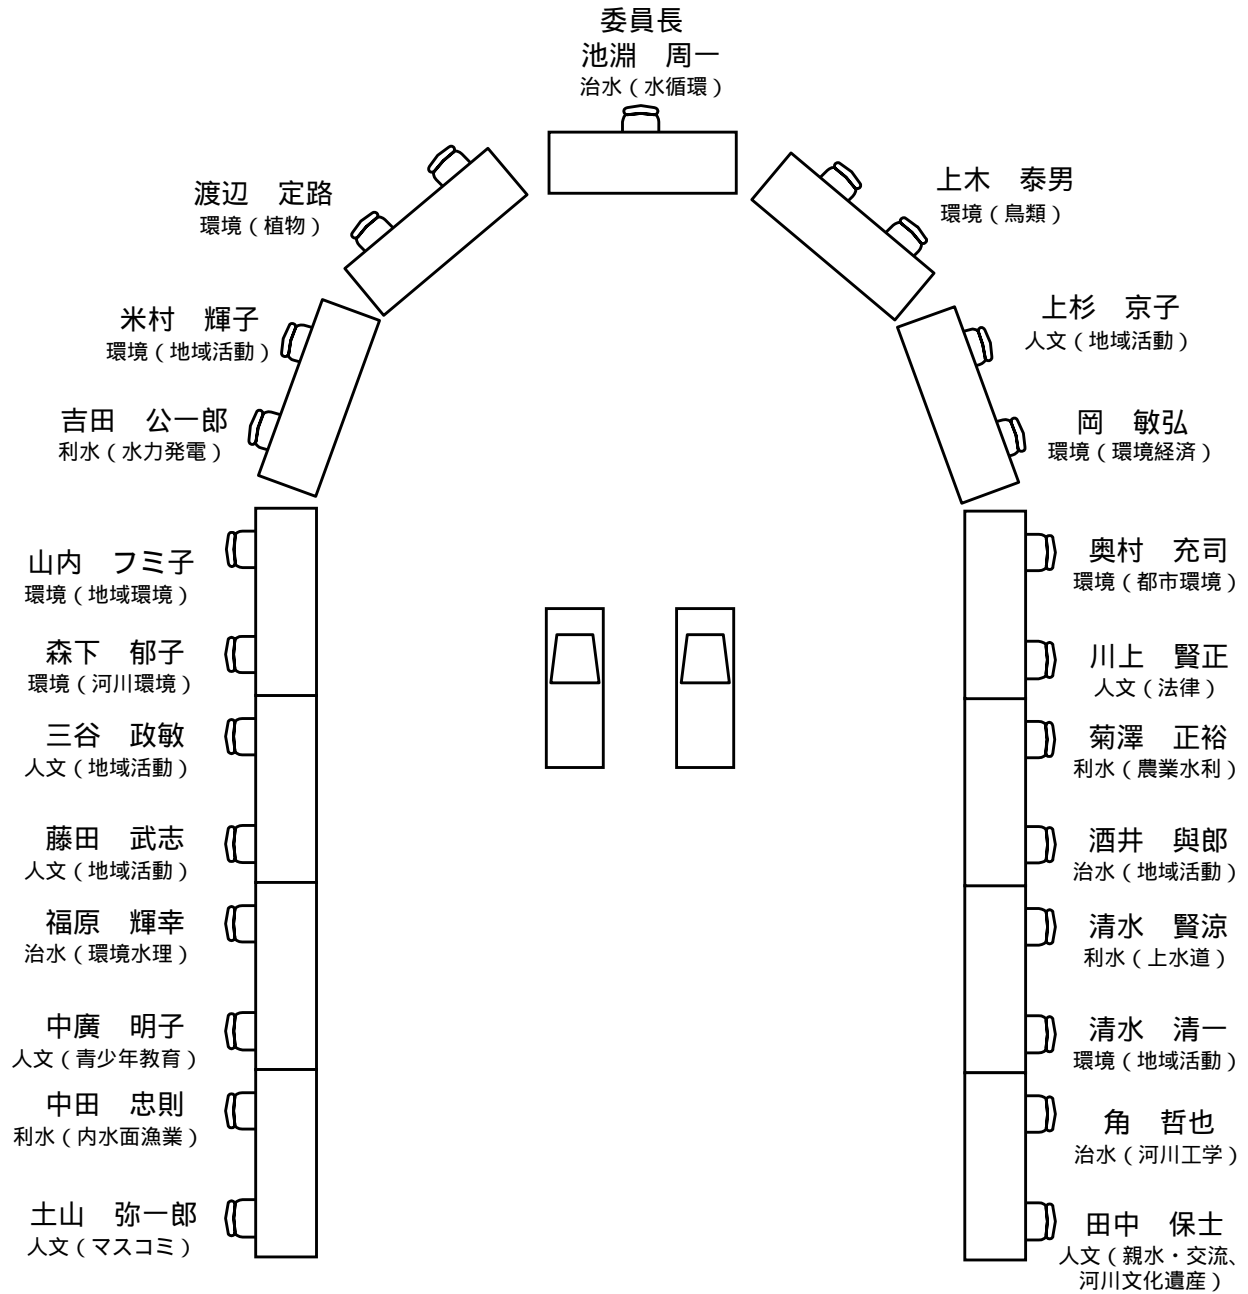 委員長
池淵　周一
治水（水循環）
渡辺　定路
環境（植物）
米村　輝子
環境（地域活動）
吉田　公一郎
利水（水力発電）
山内　フミ子
環境（地域環境）
森下　郁子
環境（河川環境）
三谷　政敏
人文（地域活動）
藤田　武志
人文（地域活動）
福原　輝幸
治水（環境水理）
中廣　明子
人文（青少年教育）
中田　忠則
利水（内水面漁業）
土山　弥一郎
人文（マスコミ）
上木　泰男
環境（鳥類）
上杉　京子
人文（地域活動）
岡　敏弘
環境（環境経済）
奥村　充司
環境（都市環境）
川上　賢正
人文（法律）
菊澤　正裕
利水（農業水利）
酒井　與郎
治水（地域活動）
清水　賢涼
利水（上水道）
清水　清一
環境（地域活動）
角　哲也
治水（河川工学）
田中　保士
人文（親水・交流、
河川文化遺産）